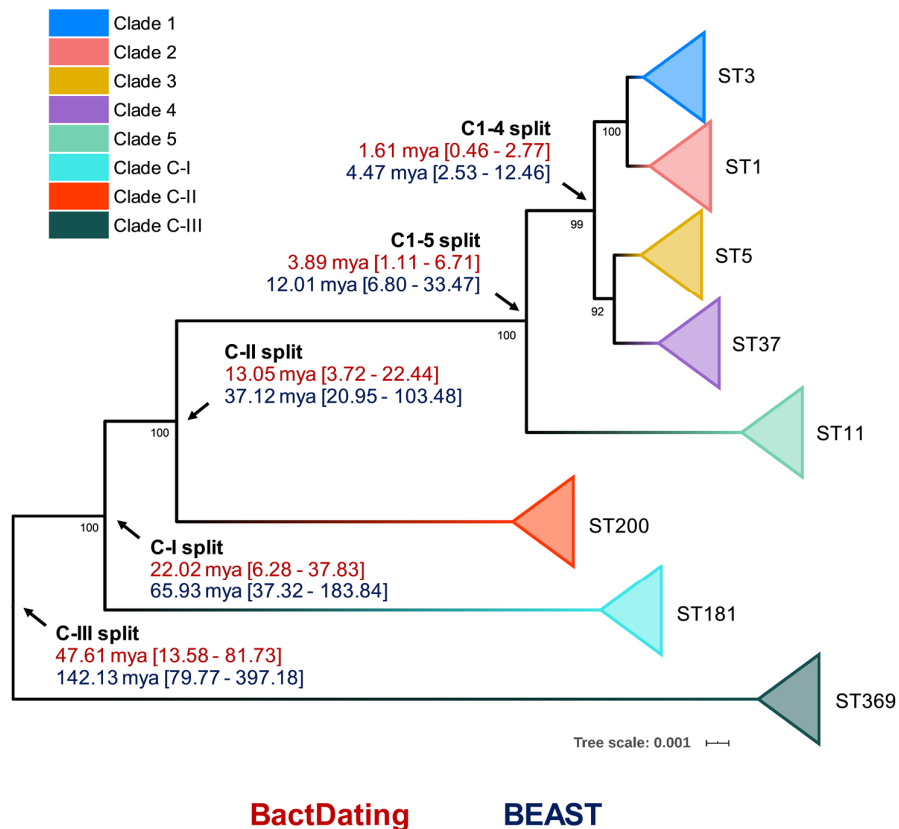 Clade 1
Clade 2
Clade 3
Clade 4
Clade 5
Clade C-I
Clade C-II
Clade C-III
ST3
C1-4 split
1.61 mya [0.46 - 2.77]
4.47 mya [2.53 - 12.46]
100
ST1
99
C1-5 split
3.89 mya [1.11 - 6.71]
12.01 mya [6.80 - 33.47]
ST5
92
100
ST37
C-II split
13.05 mya [3.72 - 22.44]
37.12 mya [20.95 - 103.48]
100
ST11
ST200
100
C-I split
22.02 mya [6.28 - 37.83]
65.93 mya [37.32 - 183.84]
ST181
C-III split
47.61 mya [13.58 - 81.73]
142.13 mya [79.77 - 397.18]
ST369
Tree scale: 0.001
BactDating BEAST